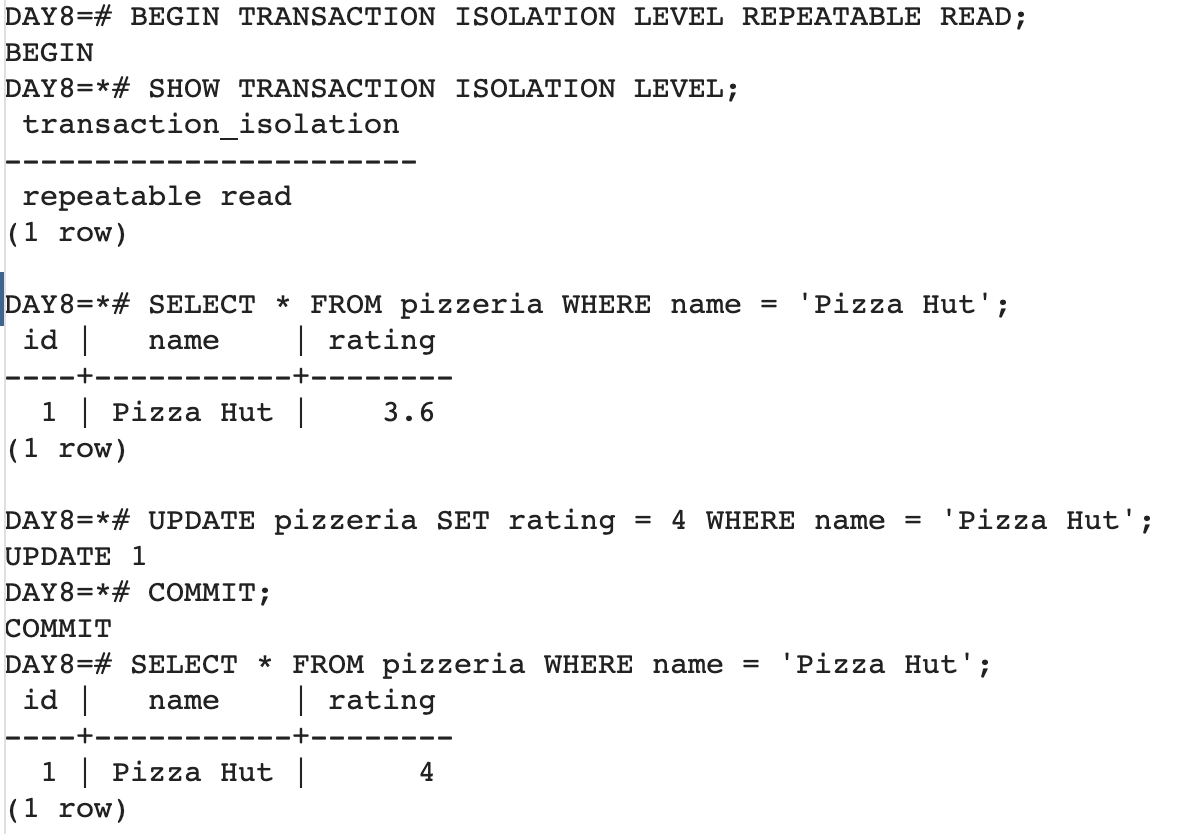 DAY8=# BEGIN TRANSACTION ISOLATION LEVEL REPEATABLE READ;
BEGIN
DAY8=*# SHOW TRANSACTION ISOLATION LEVEL;
 transaction_isolation
-----------------------
 repeatable read
(1 row)

DAY8=*# SELECT * FROM pizzeria WHERE name = 'Pizza Hut';
 id |   name    | rating
----+-----------+--------
  1 | Pizza Hut |    3.6
(1 row)

DAY8=*# UPDATE pizzeria SET rating = 4 WHERE name = 'Pizza Hut';
UPDATE 1
DAY8=*# COMMIT;
COMMIT
DAY8=# SELECT * FROM pizzeria WHERE name = 'Pizza Hut';
 id |   name    | rating
----+-----------+--------
  1 | Pizza Hut |      4
(1 row)